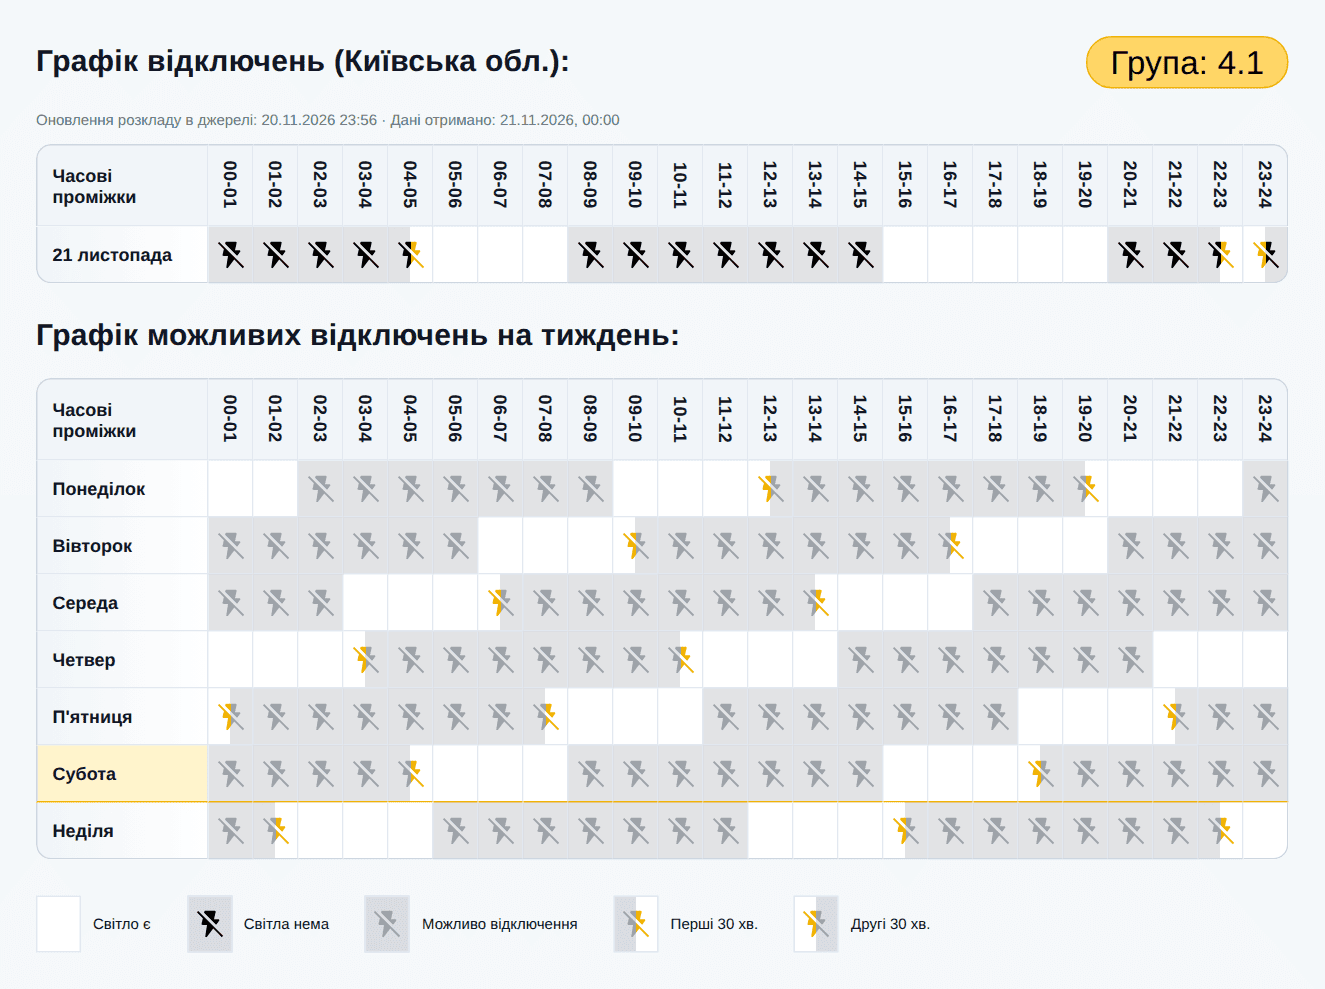 Графік відключень (Київська обл.):
Група: 4.1
Оновлення розкладу в джерелі: 20.11.2026 23:56 · Дані отримано: 21.11.2026, 00:00
Часові проміжки 00-01 01-02 02-03 03-04 04-05 05-06 06-07 07-08 08-09 09-10 10-11 11-12 12-13 13-14 14-15 15-16 16-17 17-18 18-19 19-20 20-21 21-22 22-23 23-24
21 листопада
Графік можливих відключень на тиждень:
Часові проміжки 00-01 01-02 02-03 03-04 04-05 05-06 06-07 07-08 08-09 09-10 10-11 11-12 12-13 13-14 14-15 15-16 16-17 17-18 18-19 19-20 20-21 21-22 22-23 23-24
Понеділок
Вівторок
Середа
Четвер
П'ятниця
Субота
Неділя
Світло є Світла нема Можливо відключення Перші 30 хв. Другі 30 хв.